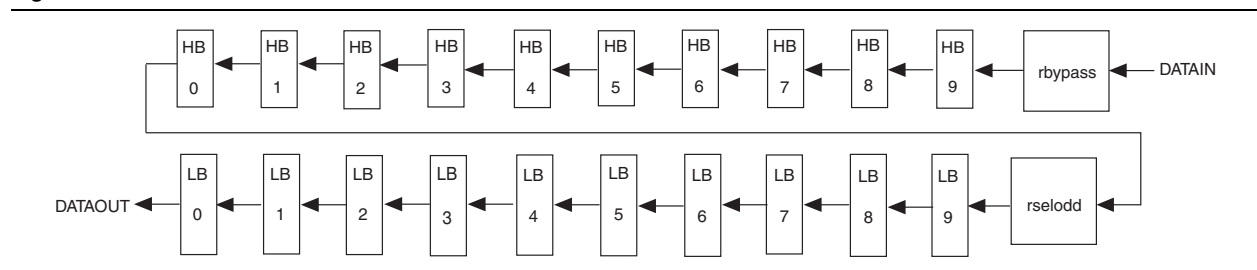 HB 0 HB 1 HB 2 HB 3 HB 4 HB 5 HB 6 HB 7 HB 8 HB 9 rbypass DATAIN
DATAOUT LB 0 LB 1 LB 2 LB 3 LB 4 LB 5 LB 6 LB 7 LB 8 LB 9 rselodd